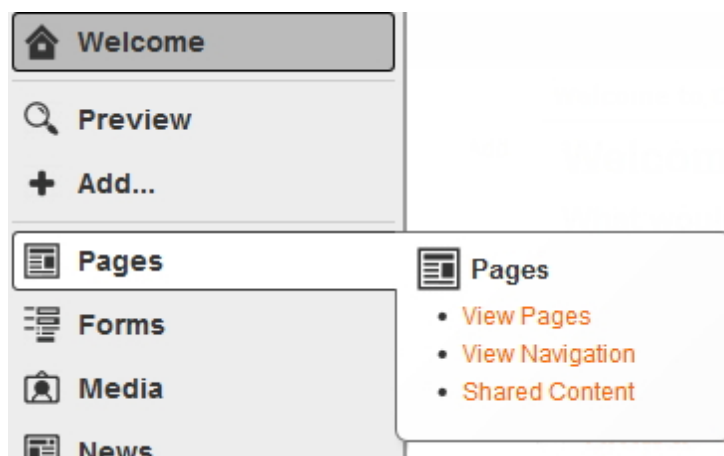 Welcome
Preview
Add...
Pages
Forms
Media
News
Pages
View Pages
View Navigation
Shared Content